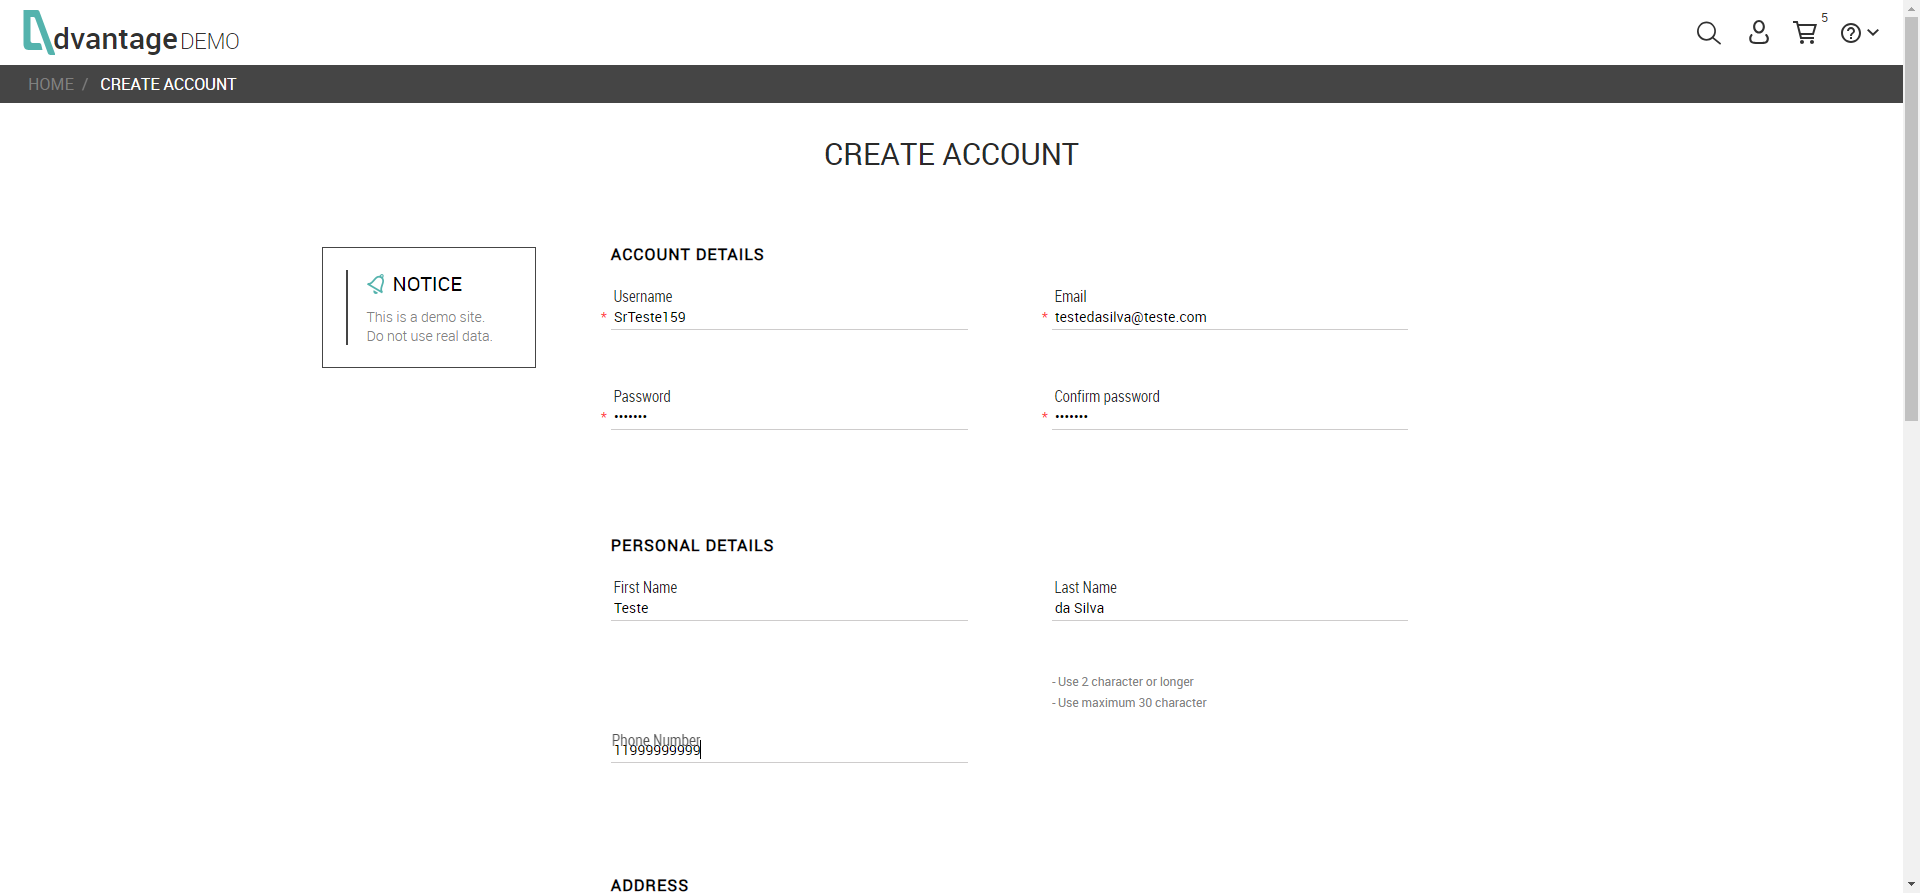 dvantage DEMO
5
HOME / CREATE ACCOUNT
CREATE ACCOUNT
NOTICE
This is a demo site.
Do not use real data.
ACCOUNT DETAILS
Username
* SrTeste159
Email
* testedasilva@teste.com
Password
* •••••••
Confirm password
* •••••••
PERSONAL DETAILS
First Name
Teste
Last Name
da Silva
- Use 2 character or longer
- Use maximum 30 character
Phone Number
11999999999
ADDRESS